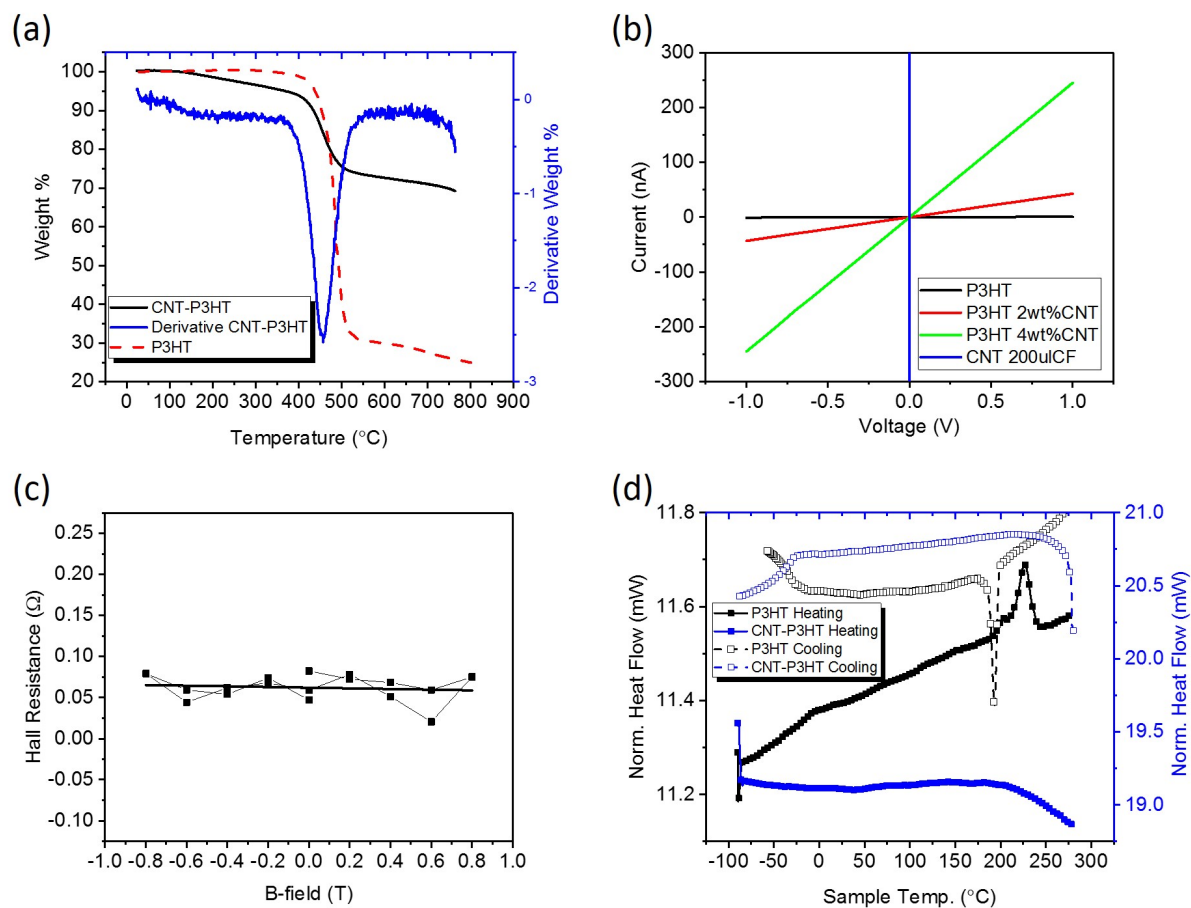 (a)
100
90
80
70
60
50
40
30
20
Weight %
0
-1
-2
-3
Derivative Weight %
CNT-P3HT
Derivative CNT-P3HT
P3HT
0 100 200 300 400 500 600 700 800 900
Temperature (°C)
(b)
300
200
100
0
-100
-200
-300
Current (nA)
P3HT
P3HT 2wt%CNT
P3HT 4wt%CNT
CNT 200ulCF
-1.0 -0.5 0.0 0.5 1.0
Voltage (V)
(c)
0.25
0.20
0.15
0.10
0.05
0.00
-0.05
-0.10
Hall Resistance (Ω)
-1.0 -0.8 -0.6 -0.4 -0.2 0.0 0.2 0.4 0.6 0.8 1.0
B-field (T)
(d)
11.8
11.6
11.4
11.2
Norm. Heat Flow (mW)
21.0
20.5
20.0
19.5
19.0
Norm. Heat Flow (mW)
P3HT Heating
CNT-P3HT Heating
P3HT Cooling
CNT-P3HT Cooling
-100 -50 0 50 100 150 200 250 300
Sample Temp. (°C)